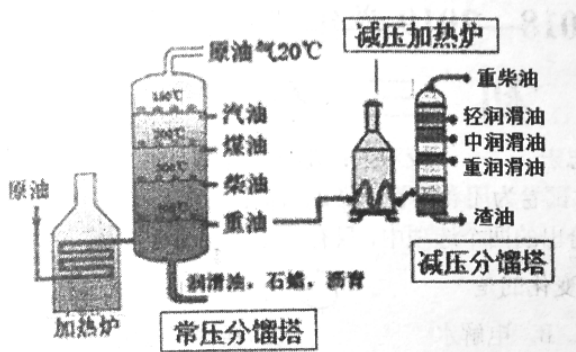 018
原油气20℃
汽油
煤油
柴油
重油
润滑油，石蜡，沥青
原油
加热炉
常压分馏塔
减压加热炉
重柴油
轻润滑油
中润滑油
重润滑油
渣油
减压分馏塔